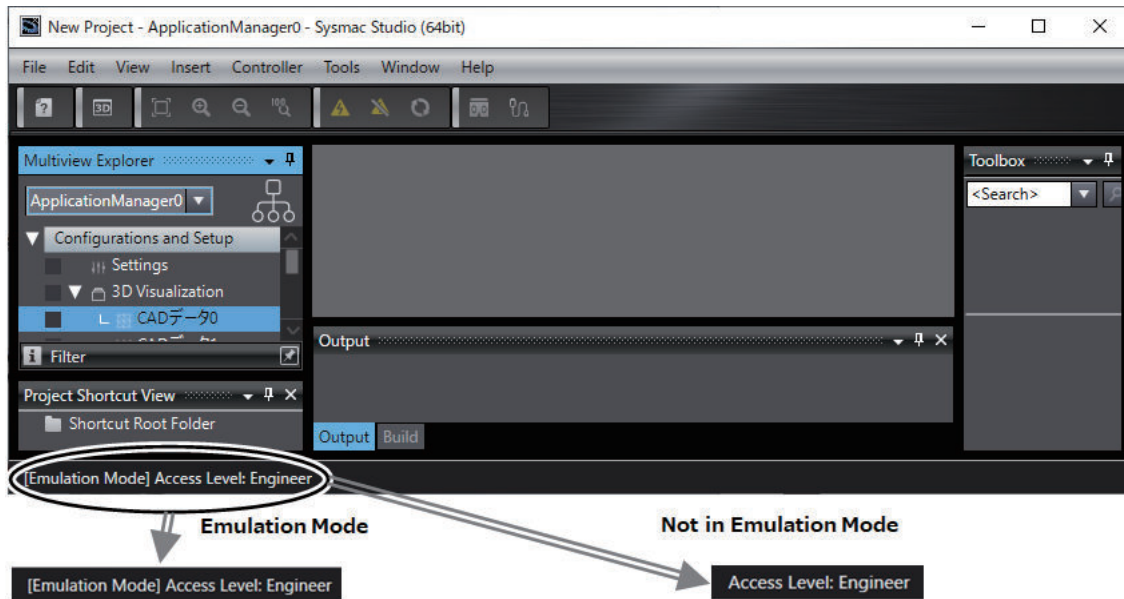 New Project - ApplicationManager0 - Sysmac Studio (64bit)
File Edit View Insert Controller Tools Window Help
3D
100%
Multiview Explorer
ApplicationManager0
Configurations and Setup
Settings
3D Visualization
CADデータ0
Filter
Project Shortcut View
Shortcut Root Folder
Output
Output Build
Toolbox
<Search>
[Emulation Mode] Access Level: Engineer
Emulation Mode
Not in Emulation Mode
[Emulation Mode] Access Level: Engineer
Access Level: Engineer